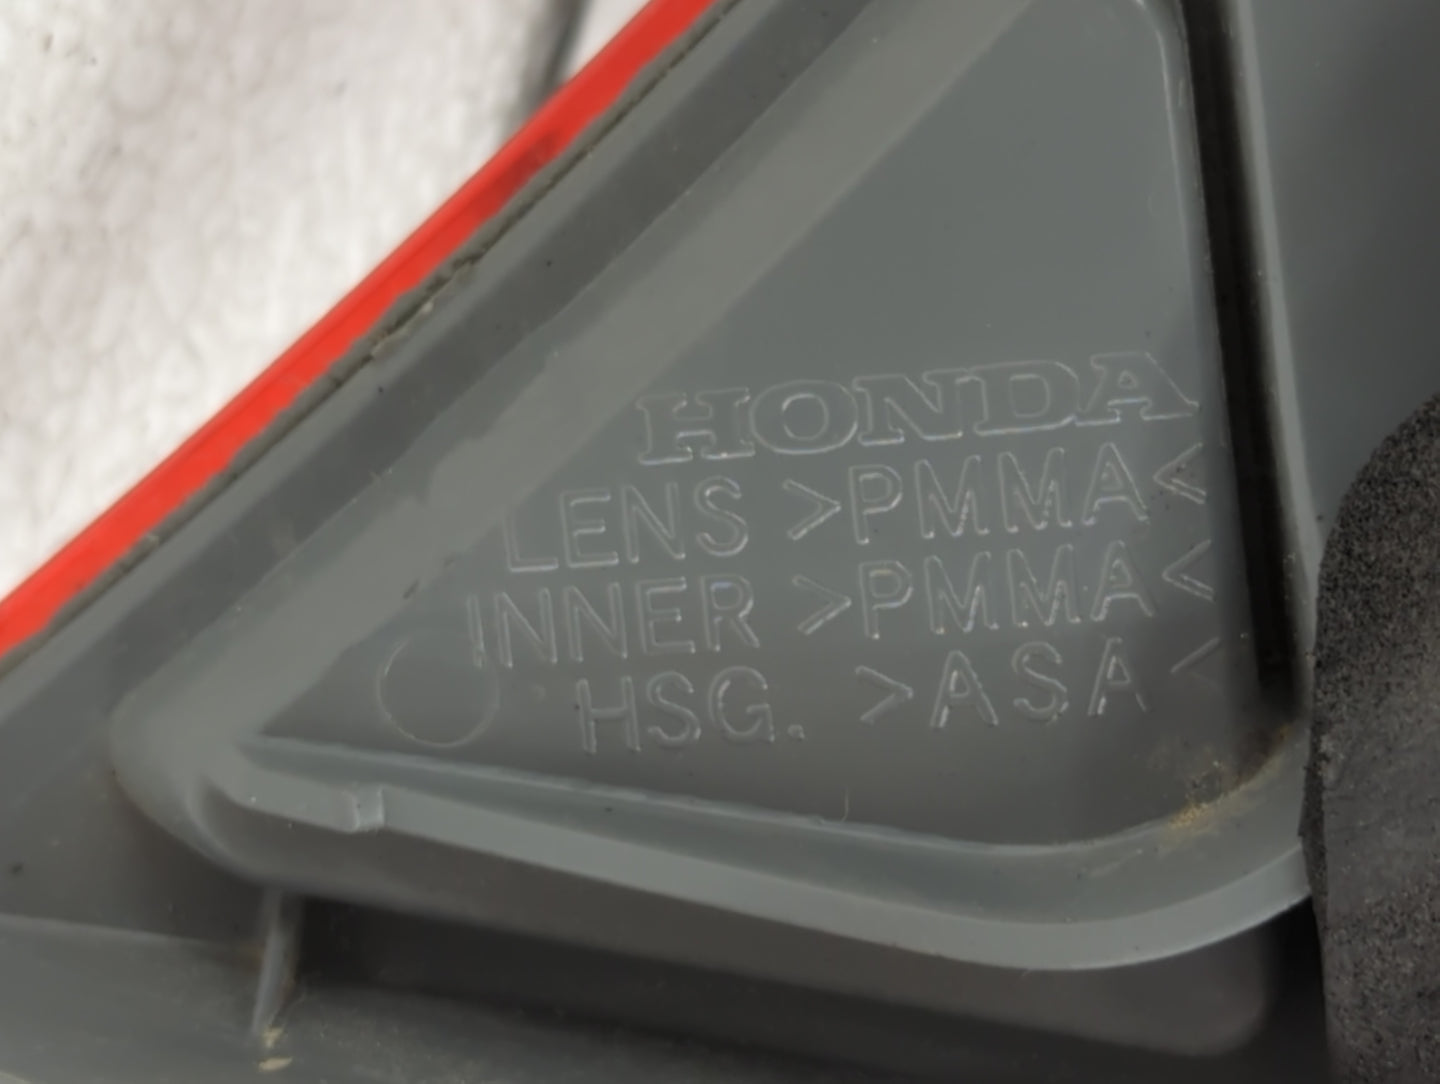 HONDA
LENS >PMMA<
INNER >PMMA<
HSG. >ASA<